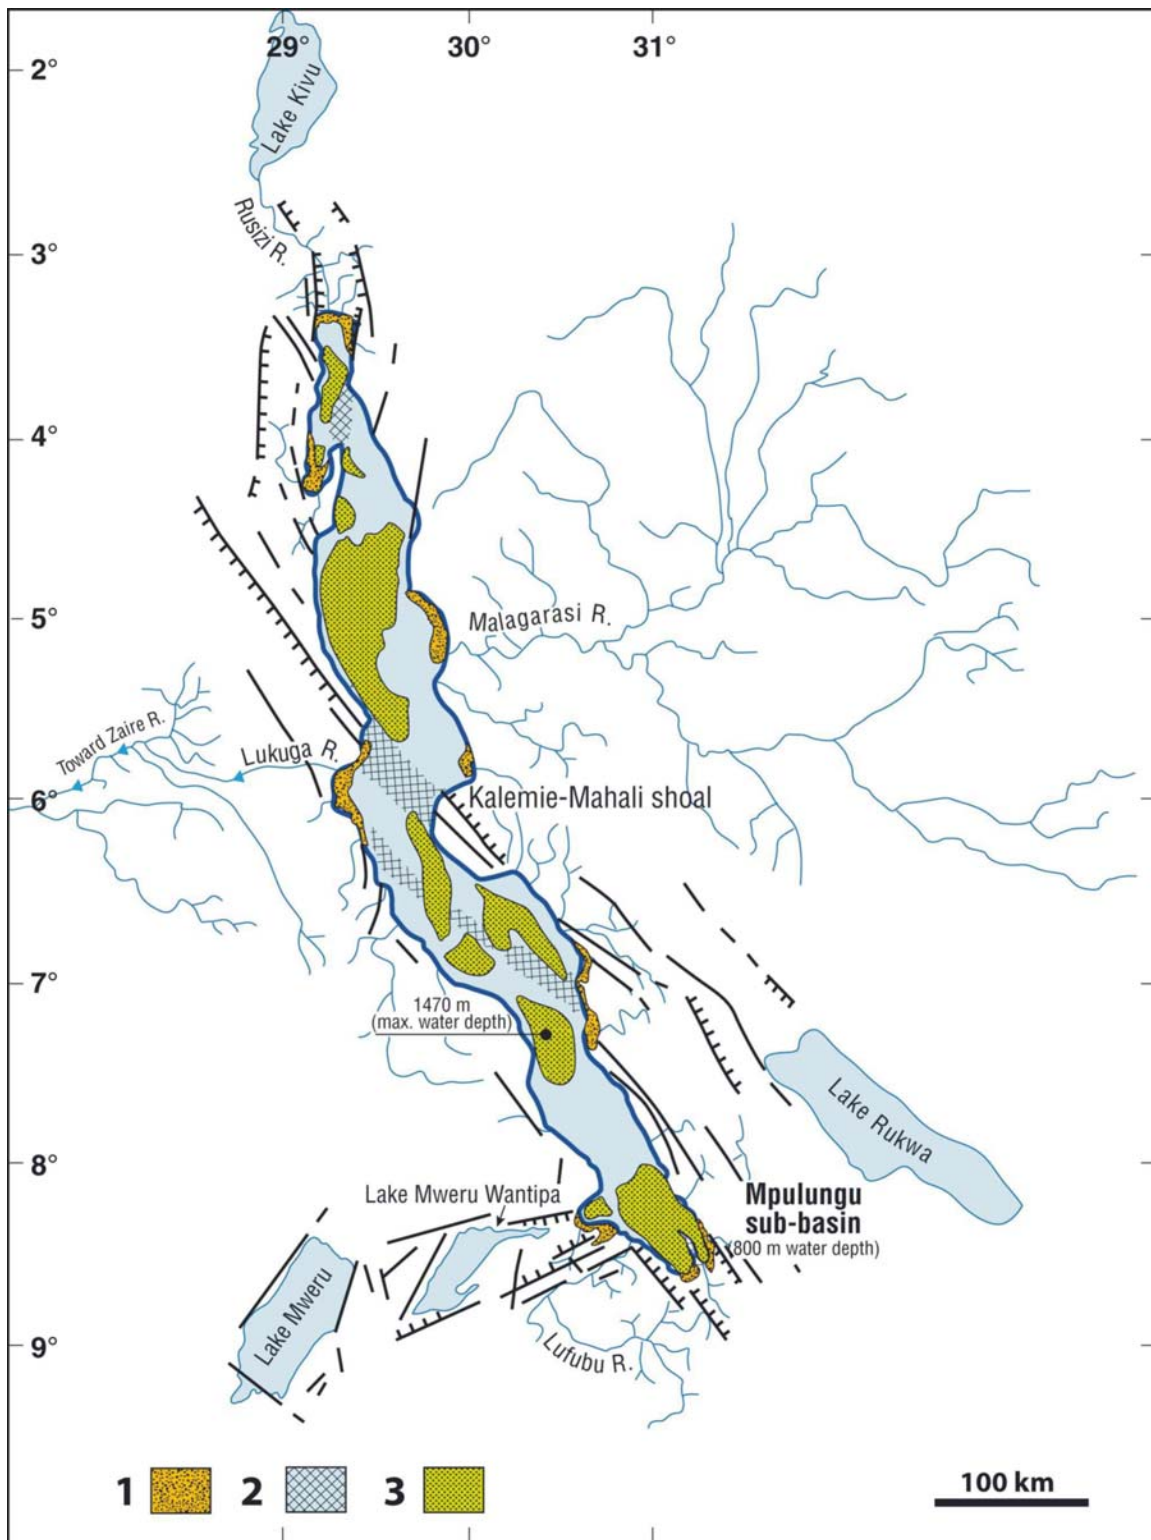 29°
30°
31°
2°
Lake Kivu
Rusizi R.
3°
4°
5°
Malagarasi R.
Toward Zaire R.
Lukuga R.
6°
Kalemie-Mahali shoal
7°
1470 m
(max. water depth)
Lake Rukwa
8°
Lake Mweru Wantipa
Mpulungu
sub-basin
(800 m water depth)
Lake Mweru
9°
Lufubu R.
1
2
3
100 km